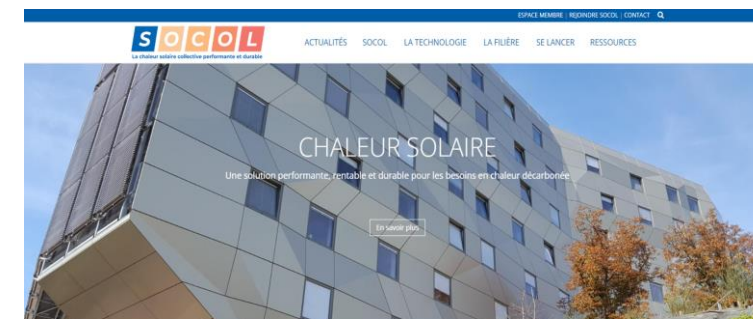 ESPACE MEMBRE | REJOINDRE SOCOL | CONTACT
SOCOL
La chaleur solaire collective performante et durable
ACTUALITÉS SOCOL LA TECHNOLOGIE LA FILIÈRE SE LANCER RESSOURCES
CHALEUR SOLAIRE
Une solution performante, rentable et durable pour les besoins en chaleur décarbonée
En savoir plus